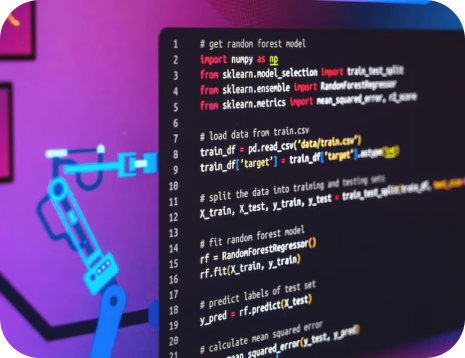 1 # get random forest model
2 import numpy as np
3 from sklearn.model_selection import train_test_split
4 from sklearn.ensemble import RandomForestRegressor
5 from sklearn.metrics import mean_squared_error, r2_score
6
7 # load data from train.csv
8 train_df = pd.read_csv("data/train.csv")
9 train_df['target'] = train_df['target'].astype(int)
10
11 # split the data into training and testing sets
12 X_train, X_test, y_train, y_test = train_test_split(train_df,
13
14 # fit random forest model
15 rf = RandomForestRegressor()
16 rf.fit(X_train, y_train)
17
18 # predict labels of test set
19 y_pred = rf.predict(X_test)
20 # calculate mean squared error
21 mean_squared_error(y_test, y_pred)